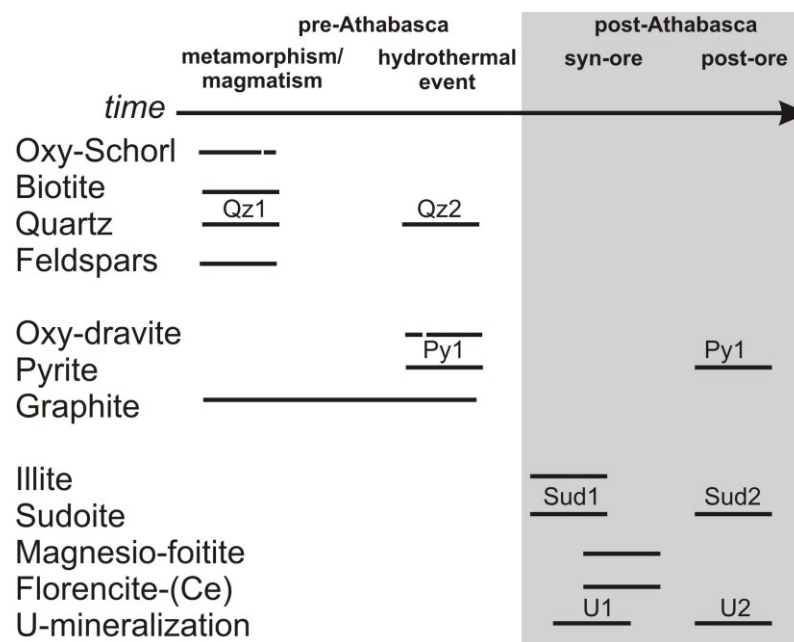 pre-Athabasca post-Athabasca
metamorphism/ hydrothermal syn-ore post-ore
magmatism event
time
Oxy-Schorl
Biotite
Qz1 Qz2
Quartz
Feldspars
Oxy-dravite
Py1 Py1
Pyrite
Graphite
Illite
Sud1 Sud2
Sudoite
Magnesio-foitite
Florencite-(Ce)
U1 U2
U-mineralization